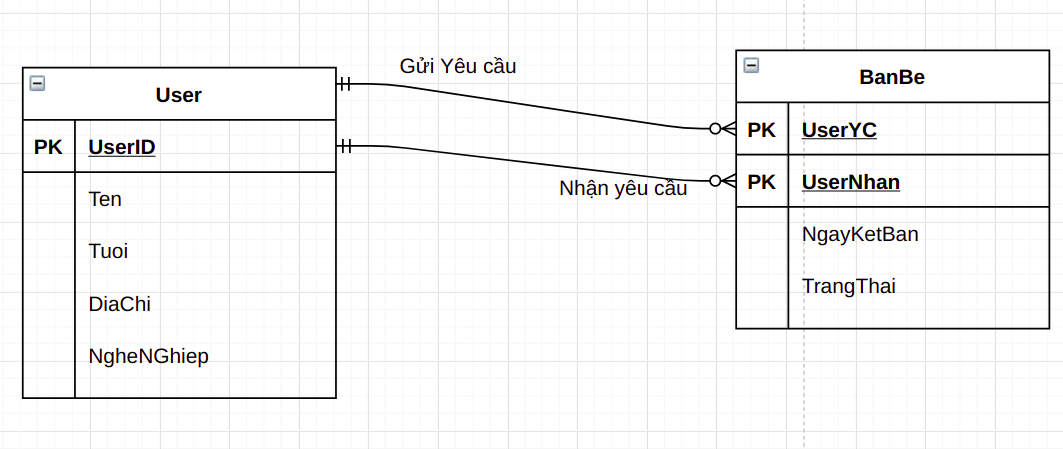 Gửi Yêu cầu
User
PK UserID
Ten
Tuoi
DiaChi
NgheNGhiep
Nhận yêu cầu
BanBe
PK UserYC
PK UserNhan
NgayKetBan
TrangThai